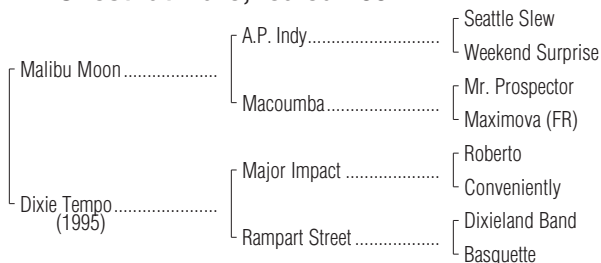 Seattle Slew
A.P. Indy
Weekend Surprise
Malibu Moon
Mr. Prospector
Macoumba
Maximova (FR)
Roberto
Major Impact
Conveniently
Dixie Tempo
(1995)
Dixieland Band
Rampart Street
Basquette